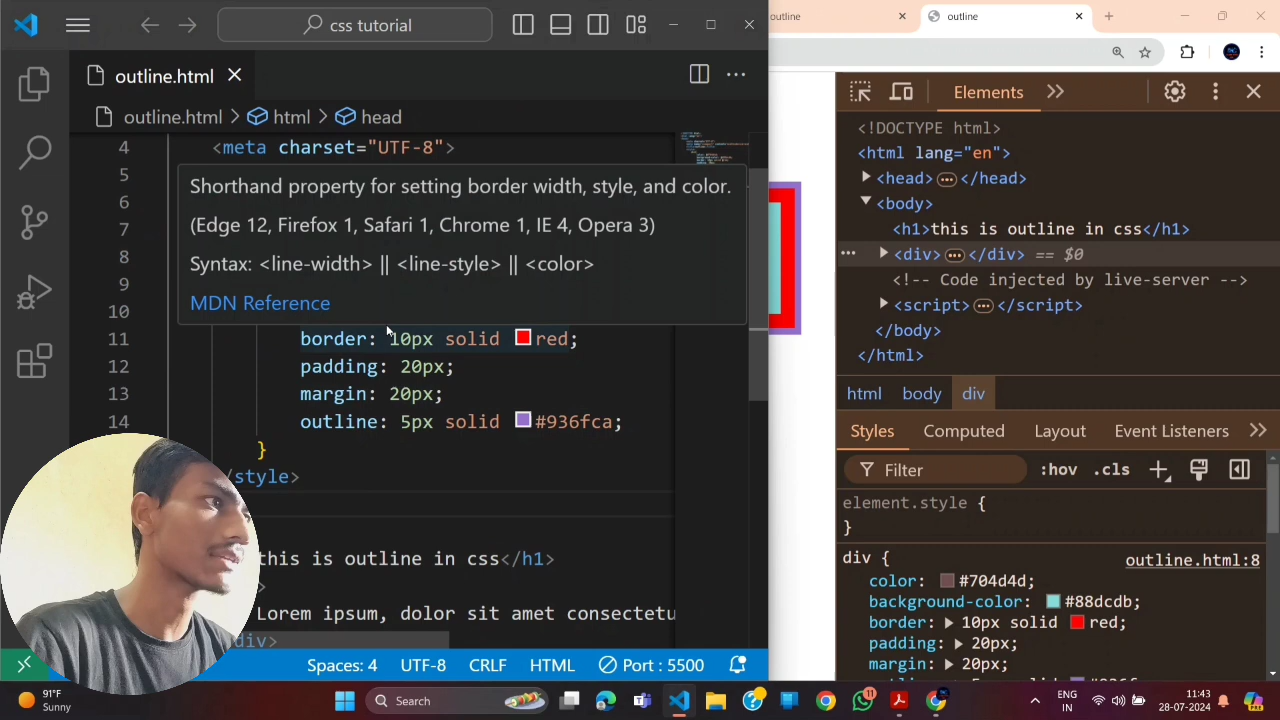 css tutorial
outline.html
outline.html > html > head
4 <meta charset="UTF-8">
5
6
7
8
9
10
Shorthand property for setting border width, style, and color.
(Edge 12, Firefox 1, Safari 1, Chrome 1, IE 4, Opera 3)
Syntax: <line-width> || <line-style> || <color>
MDN Reference
11 border: 10px solid red;
12 padding: 20px;
13 margin: 20px;
14 outline: 5px solid #936fca;
}
/style>
this is outline in css</h1>
>
Lorem ipsum, dolor sit amet consectetu
div>
Spaces: 4 UTF-8 CRLF HTML Port : 5500
outline
outline
Elements
<!DOCTYPE html>
<html lang="en">
<head> ••• </head>
<body>
<h1>this is outline in css</h1>
••• <div> ••• </div> == $0
<!-- Code injected by live-server -->
<script> ••• </script>
</body>
</html>
html body div
Styles Computed Layout Event Listeners
Filter :hov .cls
element.style {
}
div { outline.html:8
color: #704d4d;
background-color: #88dcdb;
border: 10px solid red;
padding: 20px;
margin: 20px;
91°F
Sunny
Search
11
ENG
IN
11:43
28-07-2024